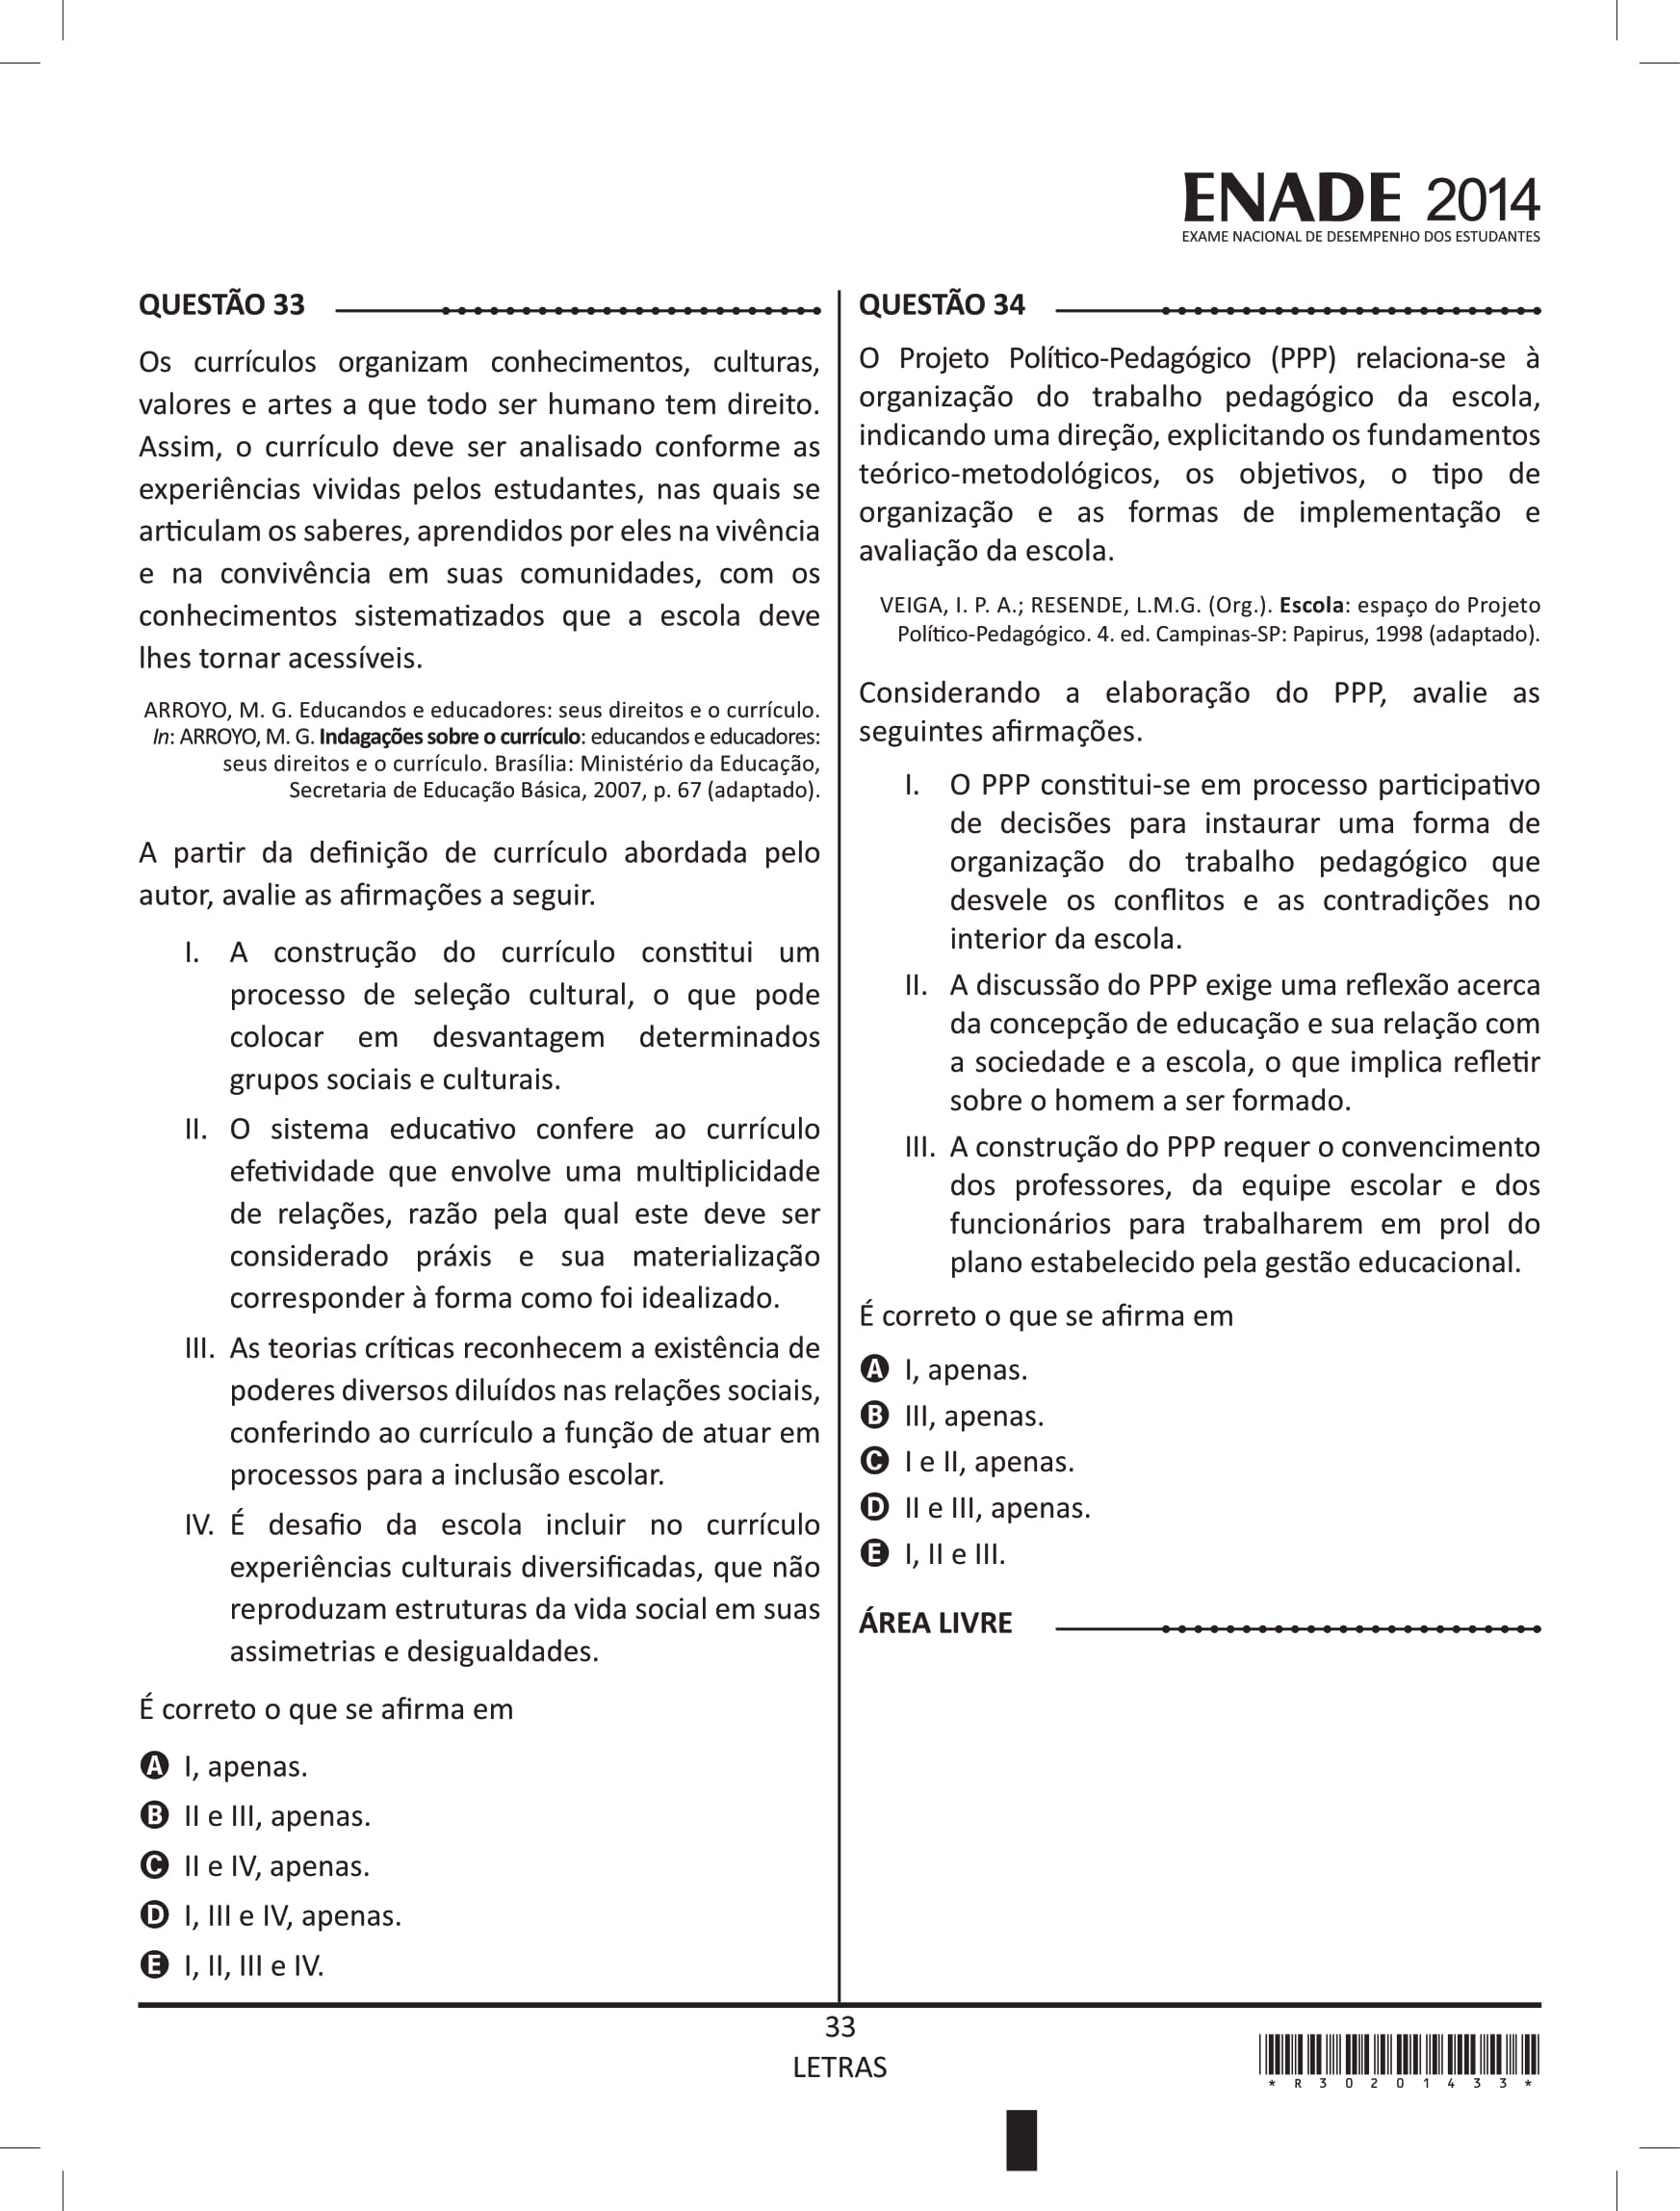 ENADE 2014
EXAME NACIONAL DE DESEMPENHO DOS ESTUDANTES
QUESTÃO 33
Os currículos organizam conhecimentos, culturas,
valores e artes a que todo ser humano tem direito.
Assim, o currículo deve ser analisado conforme as
experiências vividas pelos estudantes, nas quais se
articulam os saberes, aprendidos por eles na vivência
e na convivência em suas comunidades, com os
conhecimentos sistematizados que a escola deve
lhes tornar acessíveis.
ARROYO, M. G. Educandos e educadores: seus direitos e o currículo.
In: ARROYO, M. G. Indagações sobre o currículo: educandos e educadores:
seus direitos e o currículo. Brasília: Ministério da Educação,
Secretaria de Educação Básica, 2007, p. 67 (adaptado).
A partir da definição de currículo abordada pelo
autor, avalie as afirmações a seguir.
I. A construção do currículo constitui um
processo de seleção cultural, o que pode
colocar em desvantagem determinados
grupos sociais e culturais.
II. O sistema educativo confere ao currículo
efetividade que envolve uma multiplicidade
de relações, razão pela qual este deve ser
considerado práxis e sua materialização
corresponder à forma como foi idealizado.
III. As teorias críticas reconhecem a existência de
poderes diversos diluídos nas relações sociais,
conferindo ao currículo a função de atuar em
processos para a inclusão escolar.
IV. É desafio da escola incluir no currículo
experiências culturais diversificadas, que não
reproduzam estruturas da vida social em suas
assimetrias e desigualdades.
É correto o que se afirma em
A I, apenas.
B II e III, apenas.
C II e IV, apenas.
D I, III e IV, apenas.
E I, II, III e IV.
QUESTÃO 34
O Projeto Político-Pedagógico (PPP) relaciona-se à
organização do trabalho pedagógico da escola,
indicando uma direção, explicitando os fundamentos
teórico-metodológicos, os objetivos, o tipo de
organização e as formas de implementação e
avaliação da escola.
VEIGA, I. P. A.; RESENDE, L.M.G. (Org.). Escola: espaço do Projeto
Político-Pedagógico. 4. ed. Campinas-SP: Papirus, 1998 (adaptado).
Considerando a elaboração do PPP, avalie as
seguintes afirmações.
I. O PPP constitui-se em processo participativo
de decisões para instaurar uma forma de
organização do trabalho pedagógico que
desvele os conflitos e as contradições no
interior da escola.
II. A discussão do PPP exige uma reflexão acerca
da concepção de educação e sua relação com
a sociedade e a escola, o que implica refletir
sobre o homem a ser formado.
III. A construção do PPP requer o convencimento
dos professores, da equipe escolar e dos
funcionários para trabalharem em prol do
plano estabelecido pela gestão educacional.
É correto o que se afirma em
A I, apenas.
B III, apenas.
C I e II, apenas.
D II e III, apenas.
E I, II e III.
ÁREA LIVRE
33
LETRAS
*R30201433*